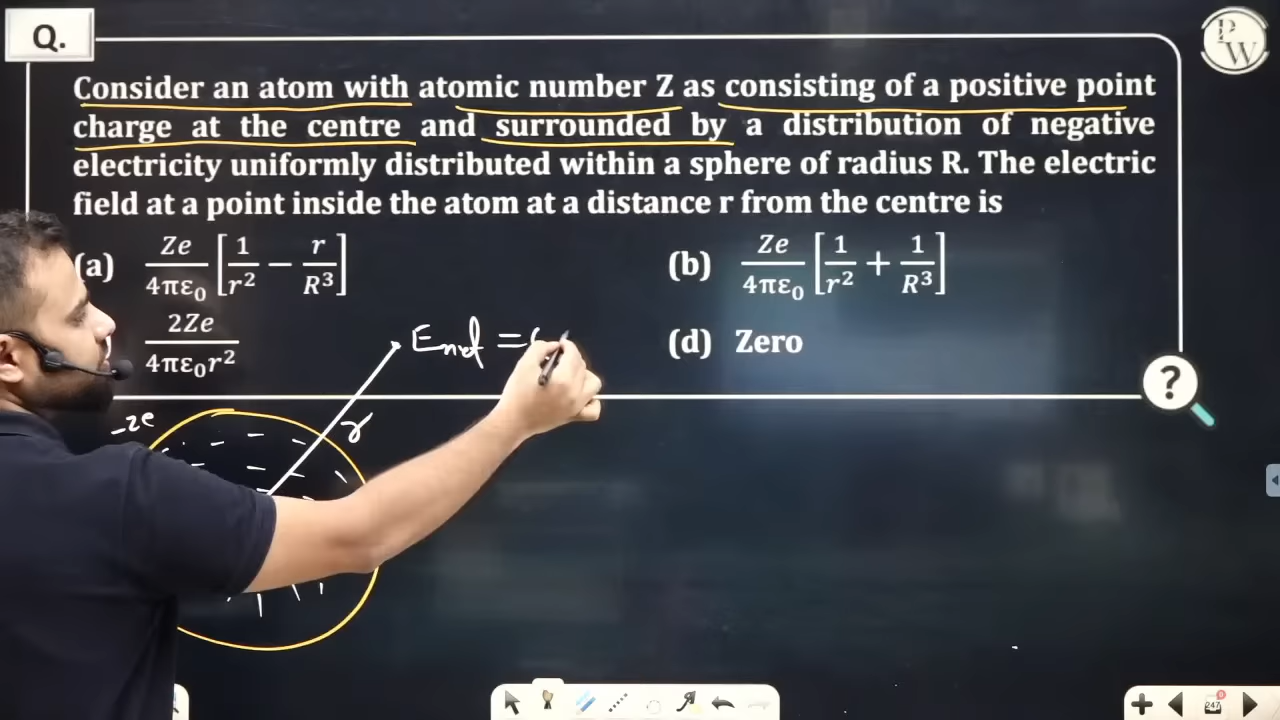 Q.
PW
Consider an atom with atomic number Z as consisting of a positive point
charge at the centre and surrounded by a distribution of negative
electricity uniformly distributed within a sphere of radius R. The electric
field at a point inside the atom at a distance r from the centre is
(a) Ze/4πε₀ [1/r² − r/R³]
(b) Ze/4πε₀ [1/r² + 1/R³]
2Ze/4πε₀r²
(d) Zero
Enet =
-ze
r
?
247